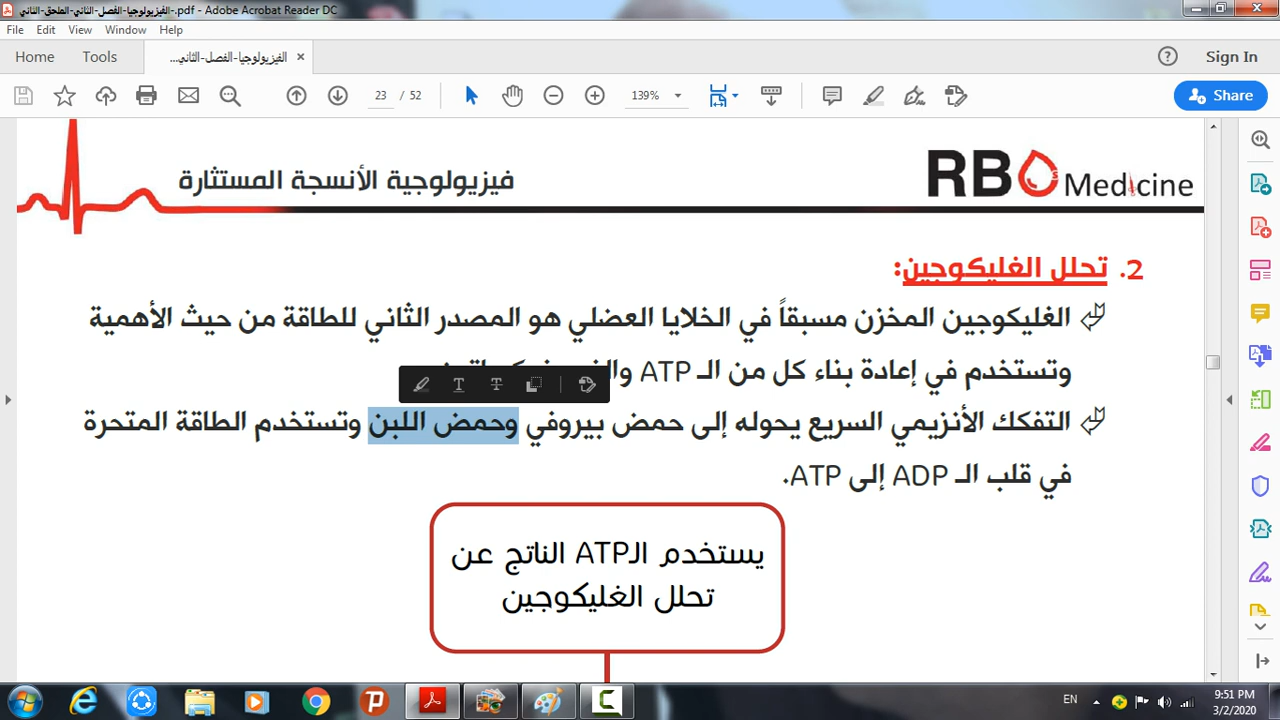 الفيزيولوجيا-الفصل-الثاني-الملحق-الثاني-.pdf - Adobe Acrobat Reader DC
File Edit View Window Help
Home Tools الفيزيولوجيا-الفصل-الثاني... Sign In
23 / 52 139% Share
فيزيولوجية الأنسجة المستثارة
RBCs Medicine
2. تحلل الغليكوجين:
الغليكوجين المخزن مسبقاً في الخلايا العضلي هو المصدر الثاني للطاقة من حيث الأهمية
وتستخدم في إعادة بناء كل من الـ ATP
التفكك الأنزيمي السريع يحوله إلى حمض بيروفي وحمض اللبن وتستخدم الطاقة المتحررة
في قلب الـ ADP إلى ATP.
يستخدم الـATP الناتج عن
تحلل الغليكوجين
EN 9:51 PM
3/2/2020